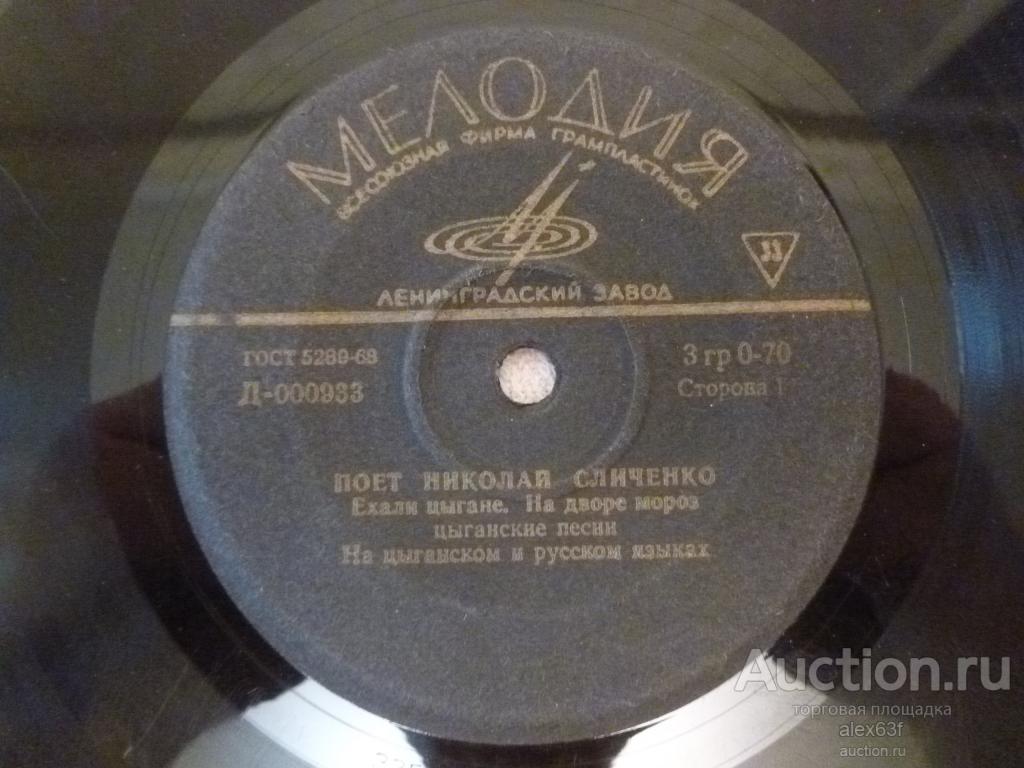 МЕЛОДИЯ
ВСЕСОЮЗНАЯ ФИРМА ГРАМПЛАСТИНОК
ЛЕНИНГРАДСКИЙ ЗАВОД
ГОСТ 5289-68
3 гр 0-70
Д-000933
Сторона 1
ПОЕТ НИКОЛАЙ СЛИЧЕНКО
Ехали цыгане. На дворе мороз
цыганские песни
На цыганском и русском языках
Auction.ru
торговая площадка
alex63f
auction.ru